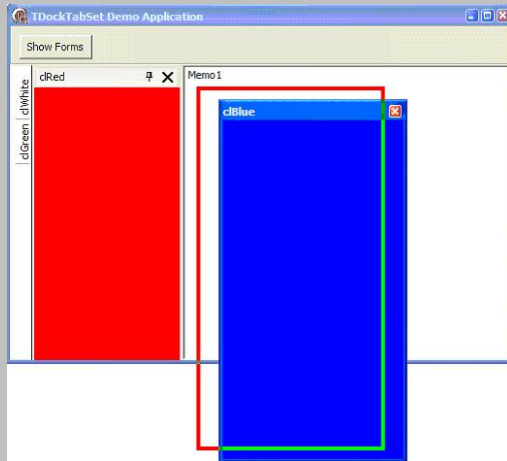 TDockTabSet Demo Application
Show Forms
clWhite
clGreen
clRed
Memo1
clBlue